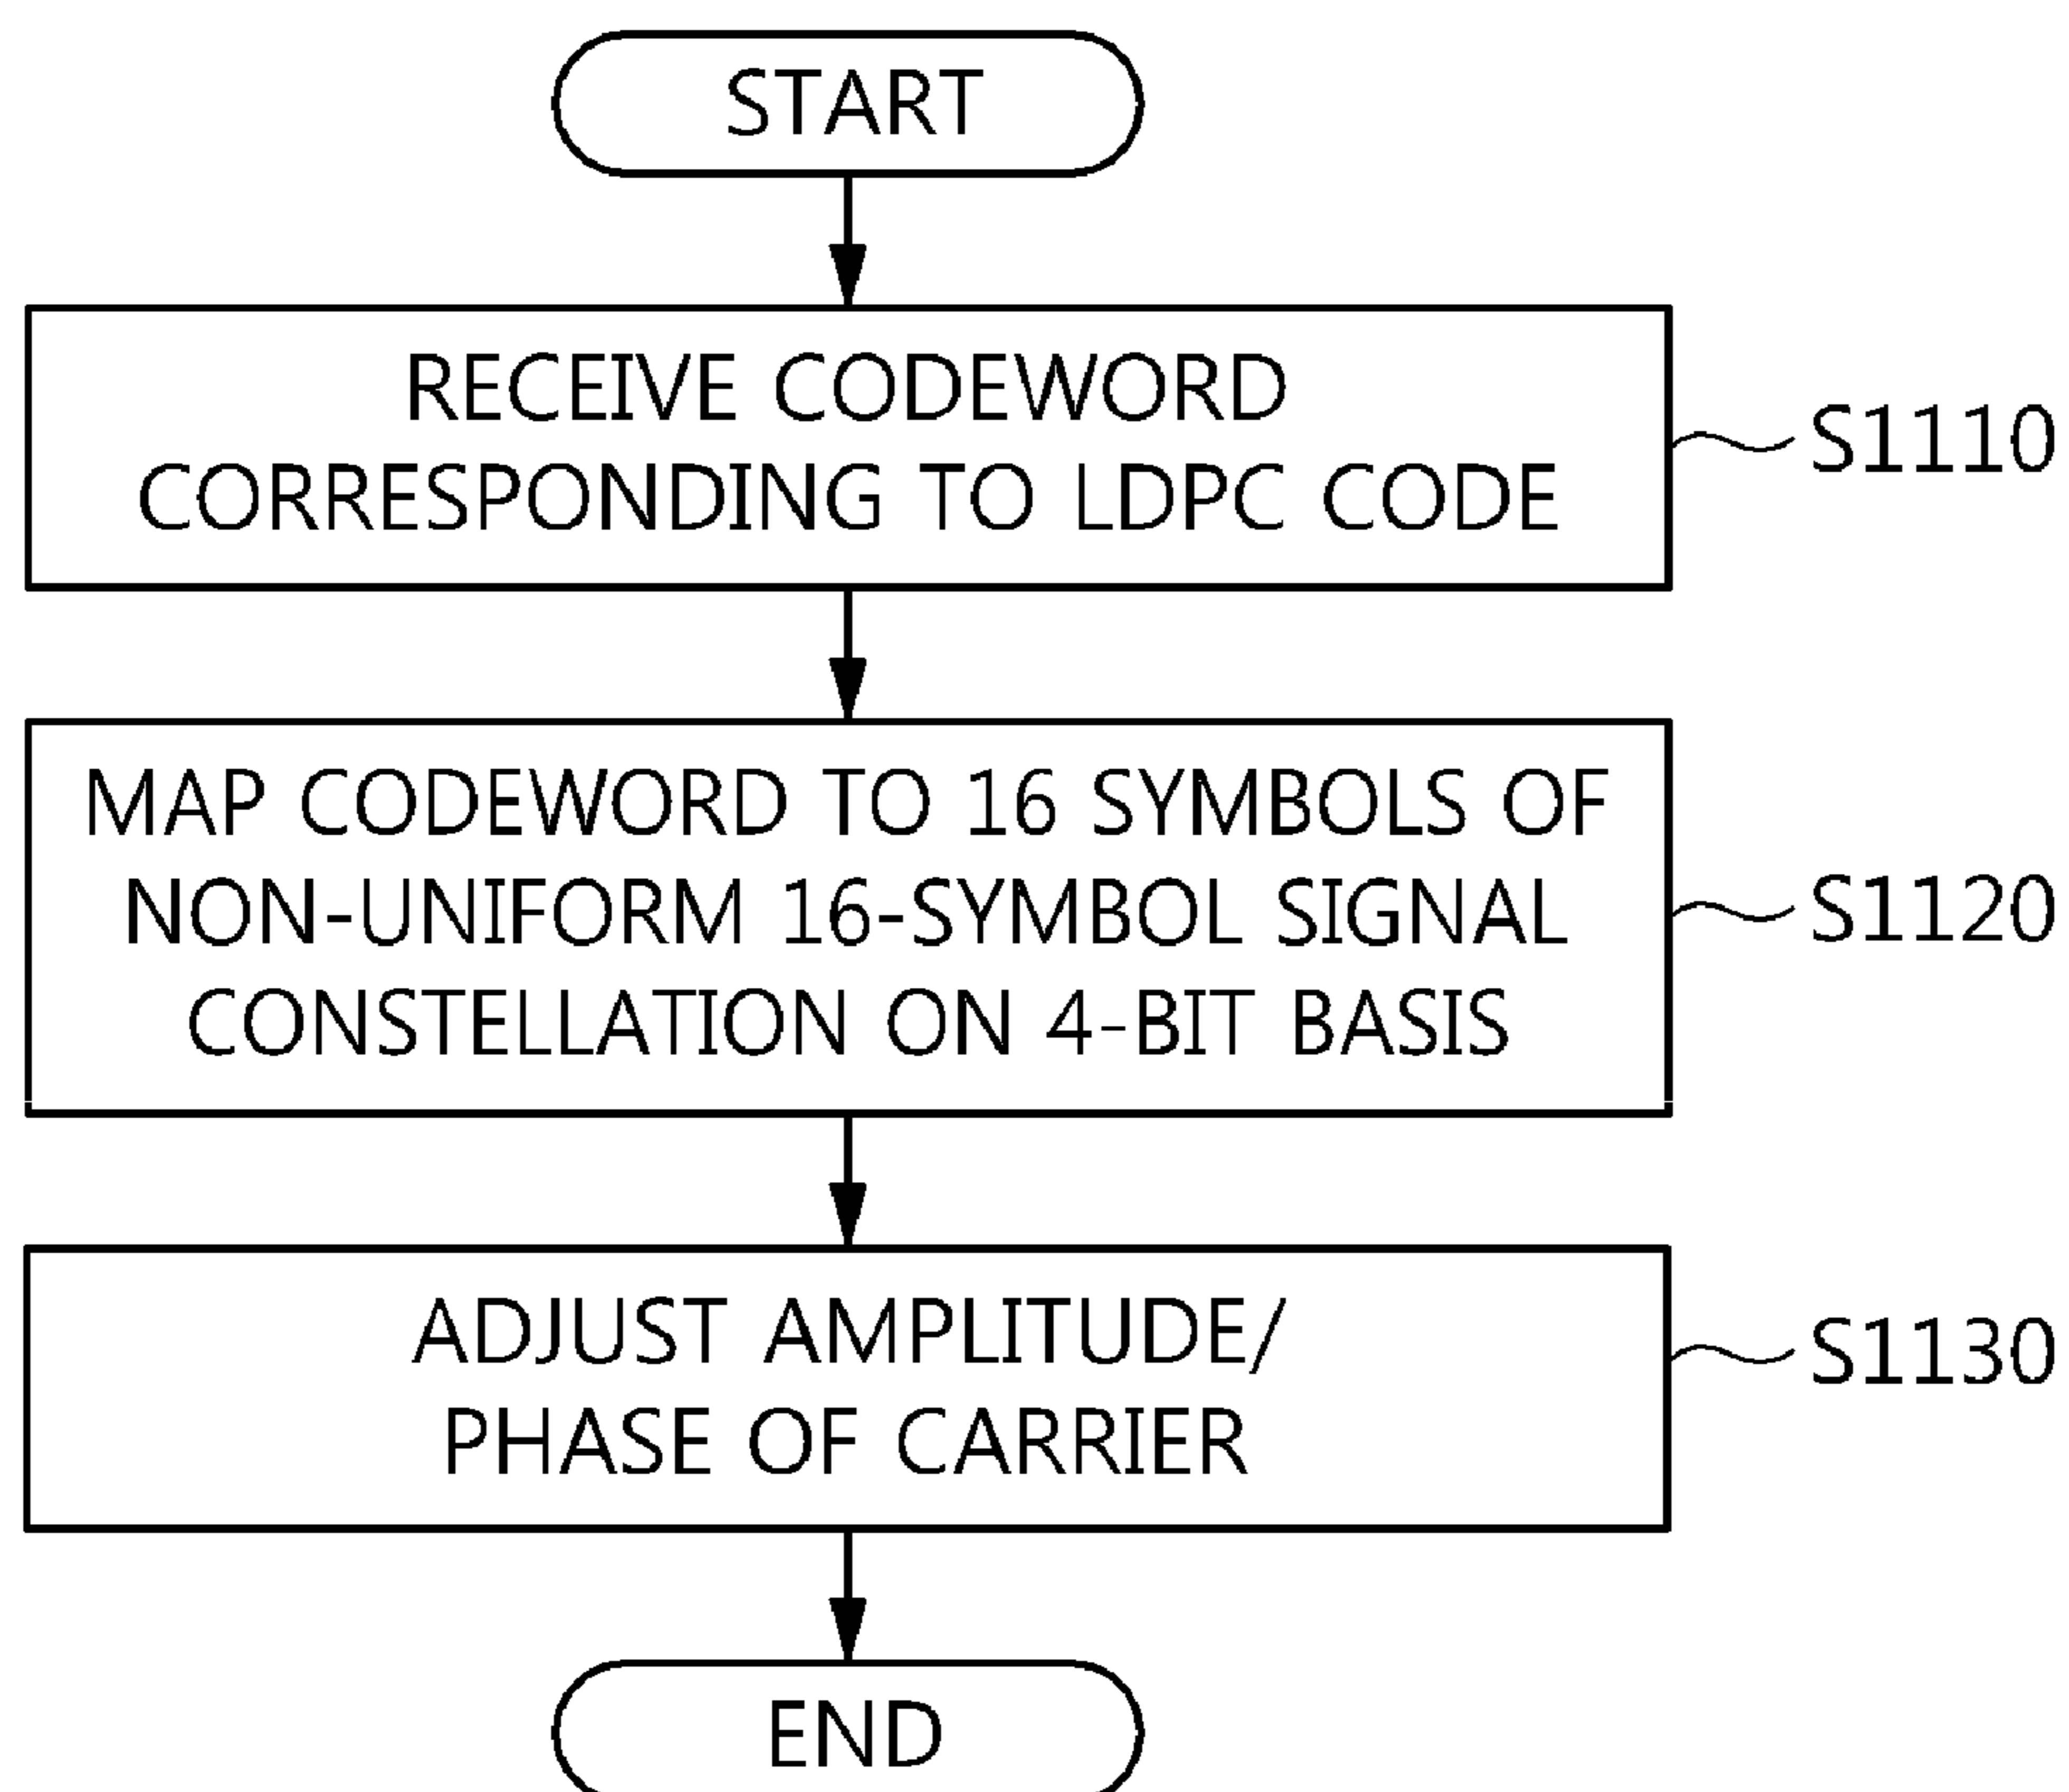 START
RECEIVE CODEWORD
CORRESPONDING TO LDPC CODE
S1110
MAP CODEWORD TO 16 SYMBOLS OF
NON-UNIFORM 16-SYMBOL SIGNAL
CONSTELLATION ON 4-BIT BASIS
S1120
ADJUST AMPLITUDE/
PHASE OF CARRIER
S1130
END